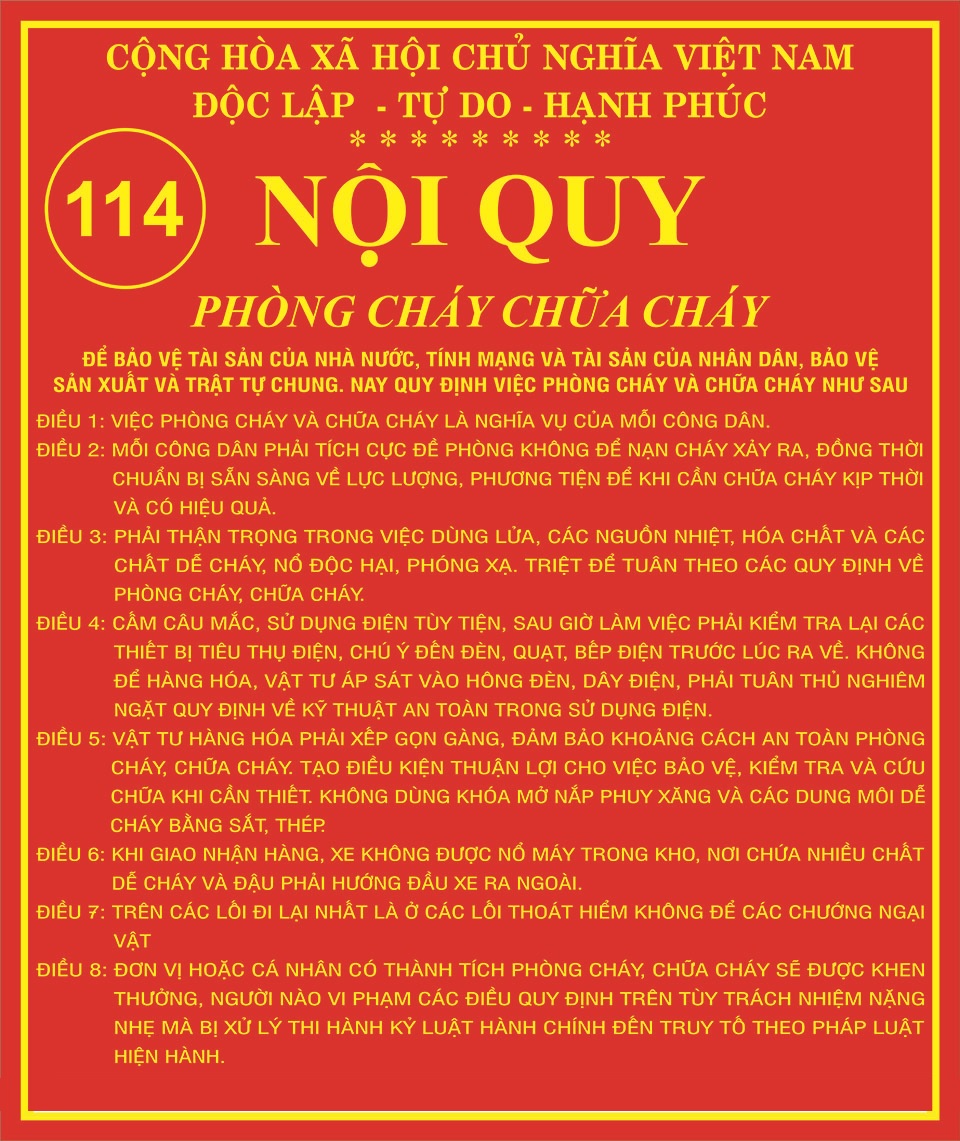 CỘNG HÒA XÃ HỘI CHỦ NGHĨA VIỆT NAM
ĐỘC LẬP - TỰ DO - HẠNH PHÚC
* * * * * * * * *
114
NỘI QUY
PHÒNG CHÁY CHỮA CHÁY
ĐỂ BẢO VỆ TÀI SẢN CỦA NHÀ NƯỚC, TÍNH MẠNG VÀ TÀI SẢN CỦA NHÂN DÂN, BẢO VỆ
SẢN XUẤT VÀ TRẬT TỰ CHUNG. NAY QUY ĐỊNH VIỆC PHÒNG CHÁY VÀ CHỮA CHÁY NHƯ SAU
ĐIỀU 1: VIỆC PHÒNG CHÁY VÀ CHỮA CHÁY LÀ NGHĨA VỤ CỦA MỖI CÔNG DÂN.
ĐIỀU 2: MỖI CÔNG DÂN PHẢI TÍCH CỰC ĐỀ PHÒNG KHÔNG ĐỂ NẠN CHÁY XẢY RA, ĐỒNG THỜI
CHUẨN BỊ SẴN SÀNG VỀ LỰC LƯỢNG, PHƯƠNG TIỆN ĐỂ KHI CẦN CHỮA CHÁY KỊP THỜI
VÀ CÓ HIỆU QUẢ.
ĐIỀU 3: PHẢI THẬN TRỌNG TRONG VIỆC DÙNG LỬA, CÁC NGUỒN NHIỆT, HÓA CHẤT VÀ CÁC
CHẤT DỄ CHÁY, NỔ ĐỘC HẠI, PHÓNG XẠ. TRIỆT ĐỂ TUÂN THEO CÁC QUY ĐỊNH VỀ
PHÒNG CHÁY, CHỮA CHÁY.
ĐIỀU 4: CẤM CÂU MẮC, SỬ DỤNG ĐIỆN TÙY TIỆN, SAU GIỜ LÀM VIỆC PHẢI KIỂM TRA LẠI CÁC
THIẾT BỊ TIÊU THỤ ĐIỆN, CHÚ Ý ĐẾN ĐÈN, QUẠT, BẾP ĐIỆN TRƯỚC LÚC RA VỀ. KHÔNG
ĐỂ HÀNG HÓA, VẬT TƯ ÁP SÁT VÀO HÔNG ĐÈN, DÂY ĐIỆN, PHẢI TUÂN THỦ NGHIÊM
NGẶT QUY ĐỊNH VỀ KỸ THUẬT AN TOÀN TRONG SỬ DỤNG ĐIỆN.
ĐIỀU 5: VẬT TƯ HÀNG HÓA PHẢI XẾP GỌN GÀNG, ĐẢM BẢO KHOẢNG CÁCH AN TOÀN PHÒNG
CHÁY, CHỮA CHÁY. TẠO ĐIỀU KIỆN THUẬN LỢI CHO VIỆC BẢO VỆ, KIỂM TRA VÀ CỨU
CHỮA KHI CẦN THIẾT. KHÔNG DÙNG KHÓA MỞ NẮP PHUY XĂNG VÀ CÁC DUNG MÔI DỄ
CHÁY BẰNG SẮT, THÉP.
ĐIỀU 6: KHI GIAO NHẬN HÀNG, XE KHÔNG ĐƯỢC NỔ MÁY TRONG KHO, NƠI CHỨA NHIỀU CHẤT
DỄ CHÁY VÀ ĐẬU PHẢI HƯỚNG ĐẦU XE RA NGOÀI.
ĐIỀU 7: TRÊN CÁC LỐI ĐI LẠI NHẤT LÀ Ở CÁC LỐI THOÁT HIỂM KHÔNG ĐỂ CÁC CHƯỚNG NGẠI
VẬT
ĐIỀU 8: ĐƠN VỊ HOẶC CÁ NHÂN CÓ THÀNH TÍCH PHÒNG CHÁY, CHỮA CHÁY SẼ ĐƯỢC KHEN
THƯỞNG, NGƯỜI NÀO VI PHẠM CÁC ĐIỀU QUY ĐỊNH TRÊN TÙY TRÁCH NHIỆM NẶNG
NHẸ MÀ BỊ XỬ LÝ THI HÀNH KỶ LUẬT HÀNH CHÍNH ĐẾN TRUY TỐ THEO PHÁP LUẬT
HIỆN HÀNH.